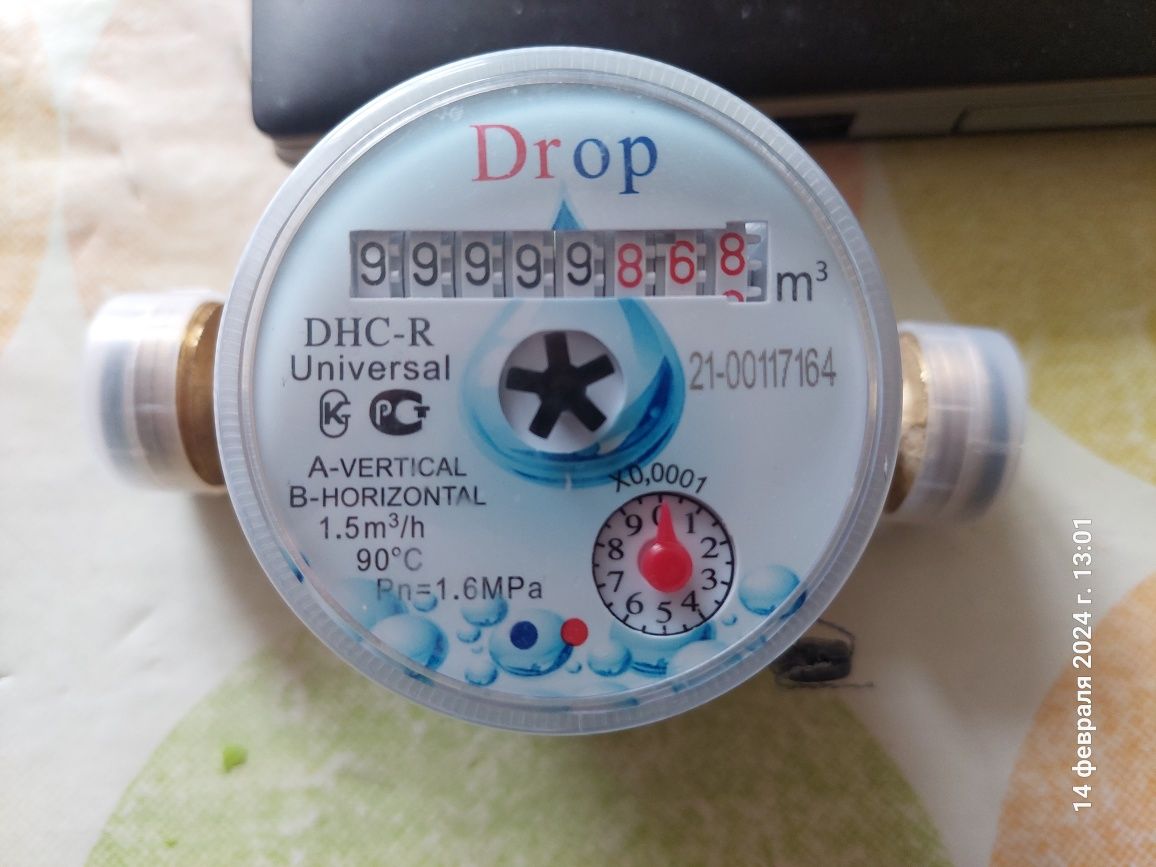 Drop
99999868 m³
DHC-R
Universal
21-00117164
A-VERTICAL
B-HORIZONTAL
1.5m³/h
90°C
Pn=1.6MPa
X0,0001
0 1 2 3 4 5 6 8 9
14 февраля 2024 г. 13:01